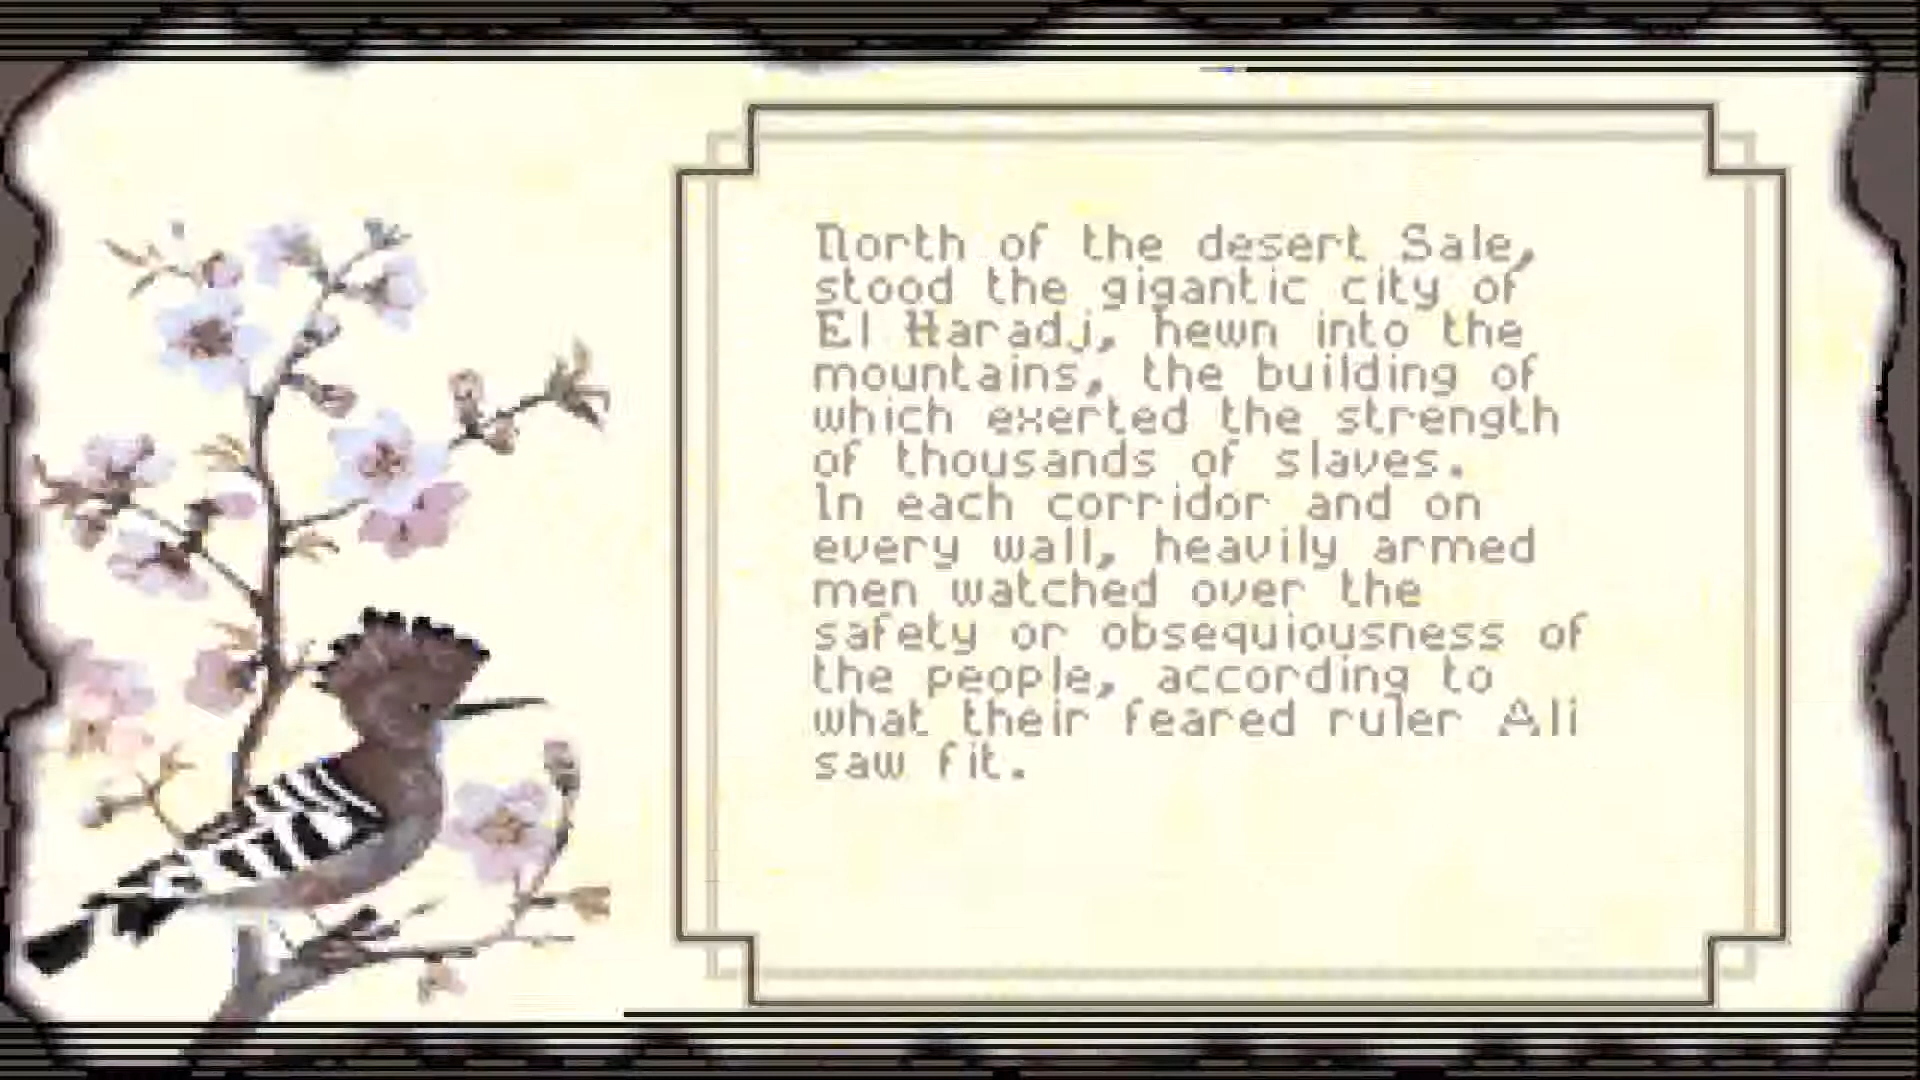 North of the desert Sale,
stood the gigantic city of
El Haradj, hewn into the
mountains, the building of
which exerted the strength
of thousands of slaves.
In each corridor and on
every wall, heavily armed
men watched over the
safety or obsequiousness of
the people, according to
what their feared ruler Ali
saw fit.